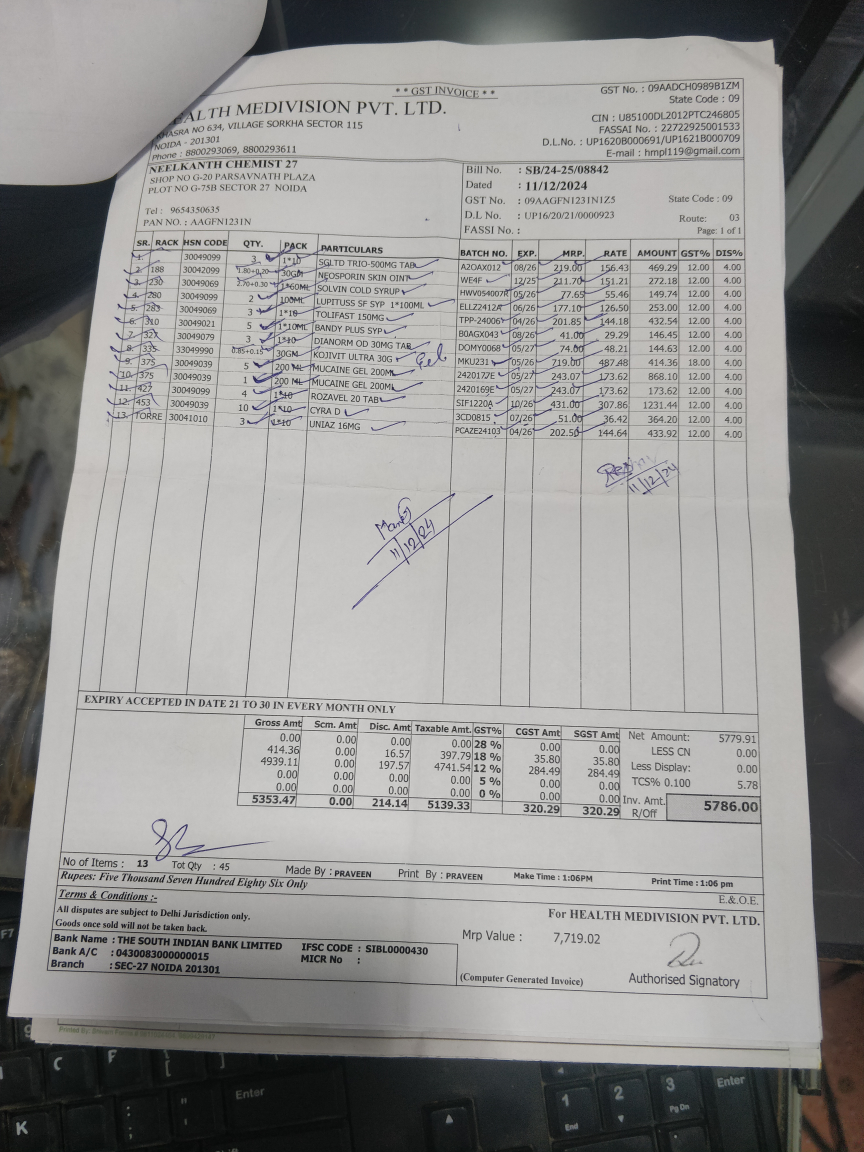 * * GST INVOICE * *
GST No. : 09AADCH0989B1ZM
State Code : 09
HEALTH MEDIVISION PVT. LTD.
CIN : U85100DL2012PTC246805
KHASRA NO 634, VILLAGE SORKHA SECTOR 115
FASSAI No. : 22722925001533
NOIDA - 201301
D.L.No. : UP1620B000691/UP1621B000709
Phone : 8800293069, 8800293611
E-mail : hmpl119@gmail.com
NEELKANTH CHEMIST 27
Bill No. : SB/24-25/08842
SHOP NO G-20 PARSAVNATH PLAZA
Dated : 11/12/2024
PLOT NO G-75B SECTOR 27 NOIDA
GST No. : 09AAGFN1231N1Z5 State Code : 09
Tel : 9654350635
D.L No. : UP16/20/21/0000923 Route: 03
PAN NO. : AAGFN1231N
FASSI No. : Page: 1 of 1
SR. RACK HSN CODE QTY. PACK PARTICULARS BATCH NO. EXP. MRP. RATE AMOUNT GST% DIS%
1. 30049099 3 1*10 SGLTD TRIO-500MG TAB A2OAX012 08/26 219.00 156.43 469.29 12.00 4.00
2. 188 30042099 1.80+0.20 30GM NEOSPORIN SKIN OINT WE4F 12/25 211.70 151.21 272.18 12.00 4.00
3. 230 30049069 2.70+0.30 1*60ML SOLVIN COLD SYRUP HWV054007 05/26 77.65 55.46 149.74 12.00 4.00
4. 280 30049099 2 100ML LUPITUSS SF SYP 1*100ML ELLZ2412A 06/26 177.10 126.50 253.00 12.00 4.00
5. 283 30049069 3 1*10 TOLIFAST 150MG TPP-24006 04/26 201.85 144.18 432.54 12.00 4.00
6. 310 30049021 5 1*10ML BANDY PLUS SYP B0AGX043 08/26 41.00 29.29 146.45 12.00 4.00
7. 327 30049079 3 1*10 DIANORM OD 30MG TAB DOMY0068 05/27 74.00 48.21 144.63 12.00 4.00
8. 335 33049990 0.85+0.15 30GM KOJIVIT ULTRA 30G Gel MKU231 05/26 719.00 487.48 414.36 18.00 4.00
9. 375 30049039 5 200 ML MUCAINE GEL 200ML 2420177E 05/27 243.07 173.62 868.10 12.00 4.00
10. 375 30049039 1 200 ML MUCAINE GEL 200ML 2420169E 05/27 243.07 173.62 173.62 12.00 4.00
11. 427 30049099 4 1*10 ROZAVEL 20 TAB SIF1220A 10/26 431.00 307.86 1231.44 12.00 4.00
12. 453 30049039 10 1*10 CYRA D 3CD0815 07/26 51.00 36.42 364.20 12.00 4.00
13. TORRE 30041010 3 1*10 UNIAZ 16MG PCAZE24103 04/26 202.50 144.64 433.92 12.00 4.00
11/12/24
11/12/24
EXPIRY ACCEPTED IN DATE 21 TO 30 IN EVERY MONTH ONLY
Gross Amt Scm. Amt Disc. Amt Taxable Amt. GST% CGST Amt SGST Amt Net Amount: 5779.91
0.00 0.00 0.00 0.00 28 % 0.00 0.00 LESS CN 0.00
414.36 0.00 16.57 397.79 18 % 35.80 35.80 Less Display: 0.00
4939.11 0.00 197.57 4741.54 12 % 284.49 284.49 TCS% 0.100 5.78
0.00 0.00 0.00 0.00 5 % 0.00 0.00
0.00 0.00 0.00 0.00 0 % 0.00 0.00 Inv. Amt. 5786.00
5353.47 0.00 214.14 5139.33 320.29 320.29 R/Off
No of Items : 13 Tot Qty : 45 Made By : PRAVEEN Print By : PRAVEEN Make Time : 1:06PM Print Time : 1:06 pm
Rupees: Five Thousand Seven Hundred Eighty Six Only
E.&.O.E.
Terms & Conditions :-
All disputes are subject to Delhi Jurisdiction only.
For HEALTH MEDIVISION PVT. LTD.
Goods once sold will not be taken back.
Mrp Value : 7,719.02
Bank Name : THE SOUTH INDIAN BANK LIMITED IFSC CODE : SIBL0000430
Bank A/C : 0430083000000015 MICR No :
Branch : SEC-27 NOIDA 201301
(Computer Generated Invoice) Authorised Signatory
F7
C F
K
Enter
1 End
2
3 Pg Dn
Enter